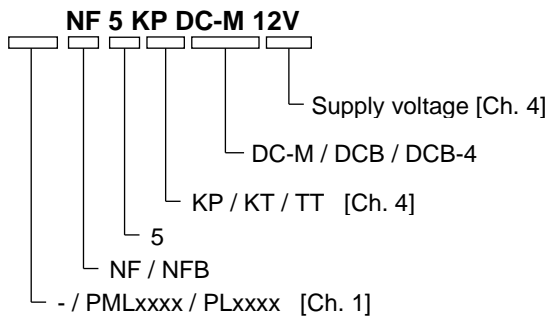 NF 5 KP DC-M 12V
Supply voltage [Ch. 4]
DC-M / DCB / DCB-4
KP / KT / TT [Ch. 4]
5
NF / NFB
- / PMLxxxx / PLxxxx [Ch. 1]